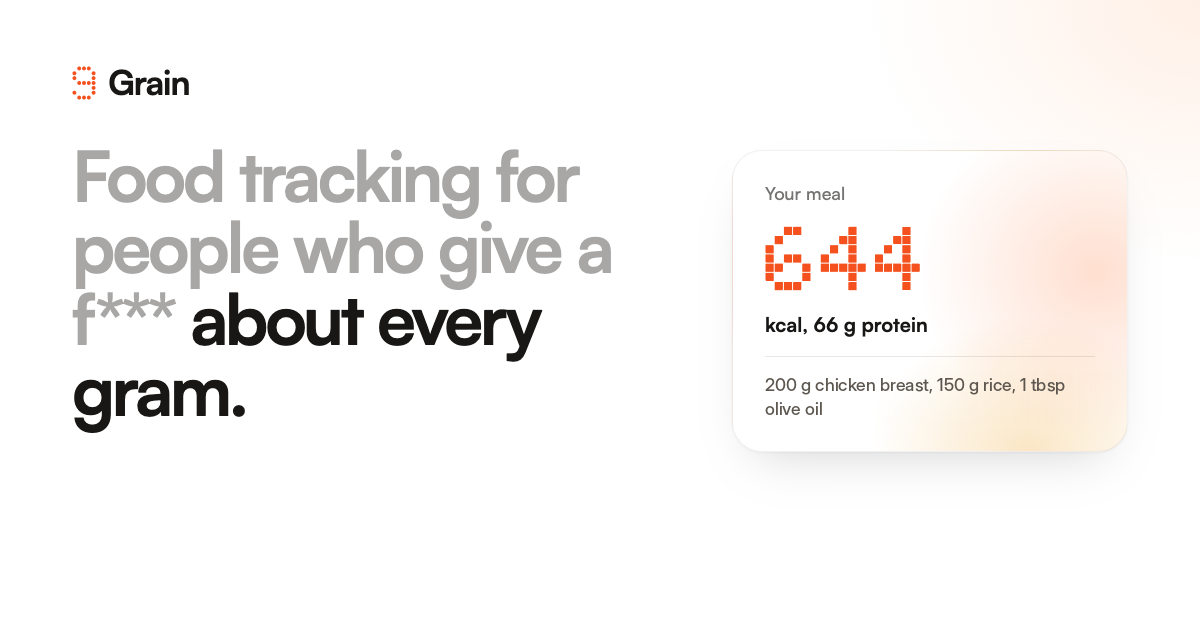 Grain
Food tracking for
people who give a
f*** about every
gram.
Your meal
644
kcal, 66 g protein
200 g chicken breast, 150 g rice, 1 tbsp
olive oil